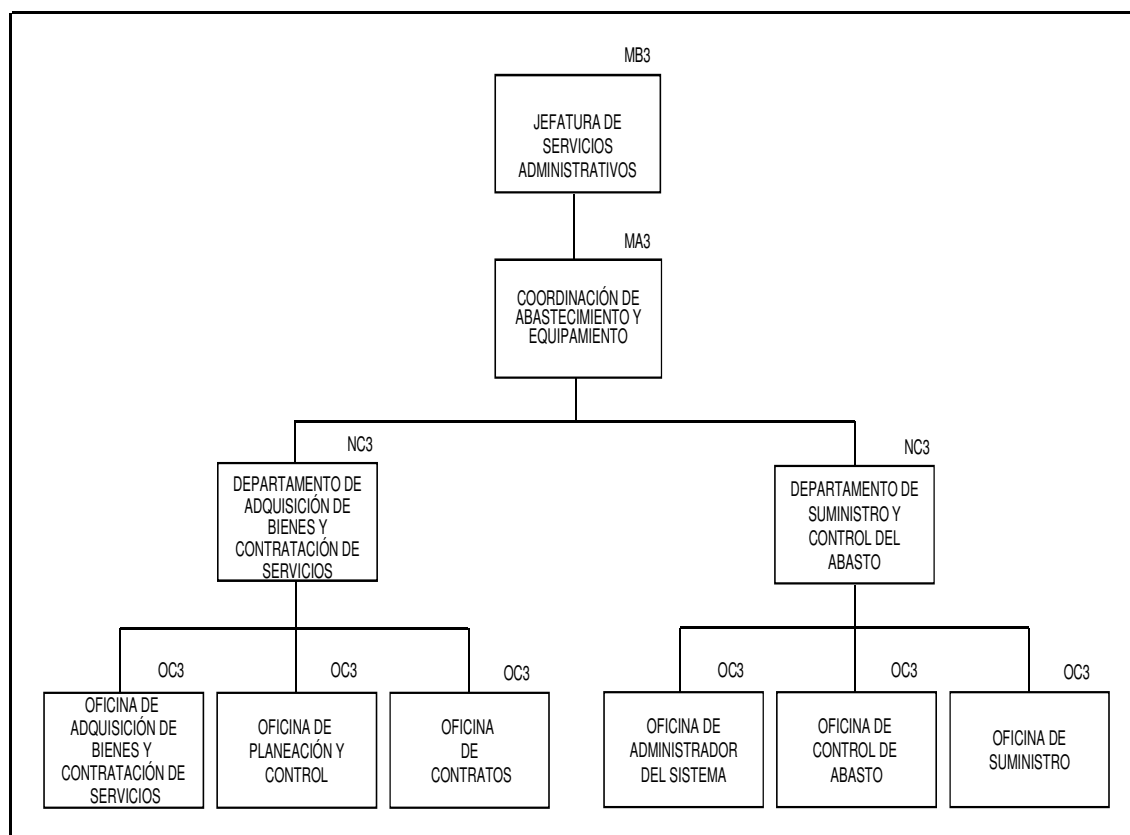 MB3
JEFATURA DE
SERVICIOS
ADMINISTRATIVOS
MA3
COORDINACIÓN DE
ABASTECIMIENTO Y
EQUIPAMIENTO
NC3
DEPARTAMENTO DE
ADQUISICIÓN DE
BIENES Y
CONTRATACIÓN DE
SERVICIOS
NC3
DEPARTAMENTO DE
SUMINISTRO Y
CONTROL DEL
ABASTO
OC3
OFICINA DE
ADQUISICIÓN DE
BIENES Y
CONTRATACIÓN DE
SERVICIOS
OC3
OFICINA DE
PLANEACIÓN Y
CONTROL
OC3
OFICINA
DE
CONTRATOS
OC3
OFICINA DE
ADMINISTRADOR
DEL SISTEMA
OC3
OFICINA DE
CONTROL DE
ABASTO
OC3
OFICINA DE
SUMINISTRO